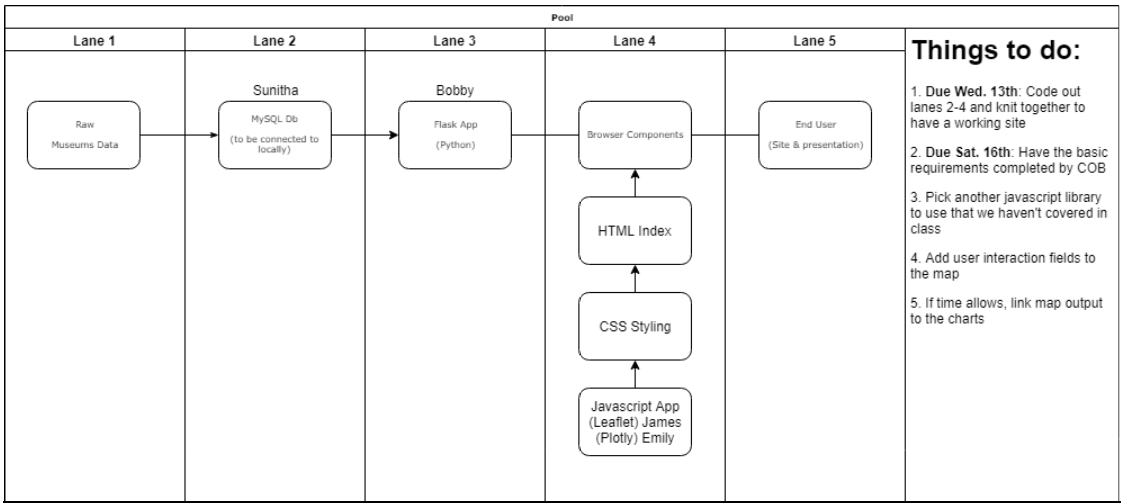 Pool
Lane 1
Lane 2
Lane 3
Lane 4
Lane 5
Raw
Museums Data
Sunitha
MySQL Db
(to be connected to
locally)
Bobby
Flask App
(Python)
Browser Components
HTML Index
CSS Styling
Javascript App
(Leaflet) James
(Plotly) Emily
End User
(Site & presentation)
Things to do:
1. Due Wed. 13th: Code out
lanes 2-4 and knit together to
have a working site
2. Due Sat. 16th: Have the basic
requirements completed by COB
3. Pick another javascript library
to use that we haven't covered in
class
4. Add user interaction fields to
the map
5. If time allows, link map output
to the charts